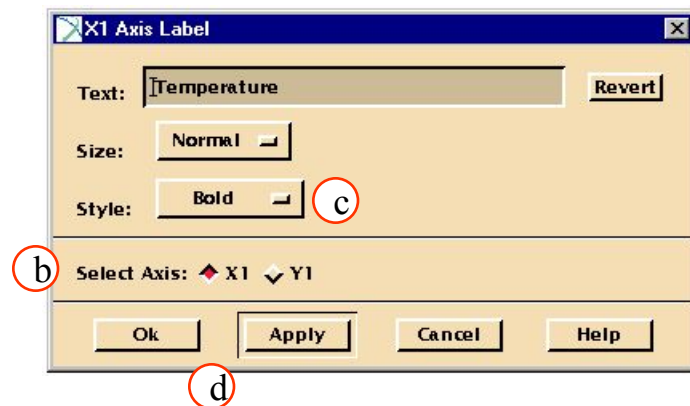 X1 Axis Label
Text: Temperature Revert
Size: Normal
Style: Bold c
b Select Axis: X1 Y1
Ok Apply Cancel Help
d